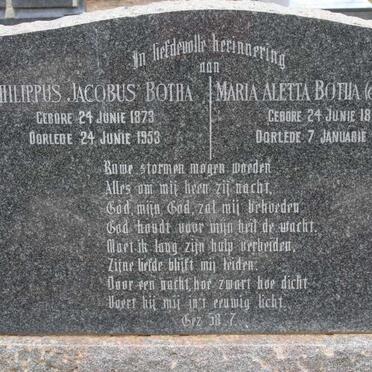 In liefdevolle herinnering
aan
PHILIPPUS JACOBUS BOTHA
GEBORE 24 JUNIE 1873
OORLEDE 24 JUNIE 1953
MARIA ALETTA BOTHA
GEBORE 24 JUNIE
OORLEDE 7 JANUARIE
Ruwe stormen mogen woeden
Alles om mij heen zij nacht,
God, mijn God, zal mij behoeden
God houdt voor mijn heil de wacht.
Moet ik lang zijn hulp verbeiden,
Zijne liefde blijft mij leiden:
Door een nacht, hoe zwart hoe dicht
Voert hij mij in't eeuwig licht.
Gez 58. 7.